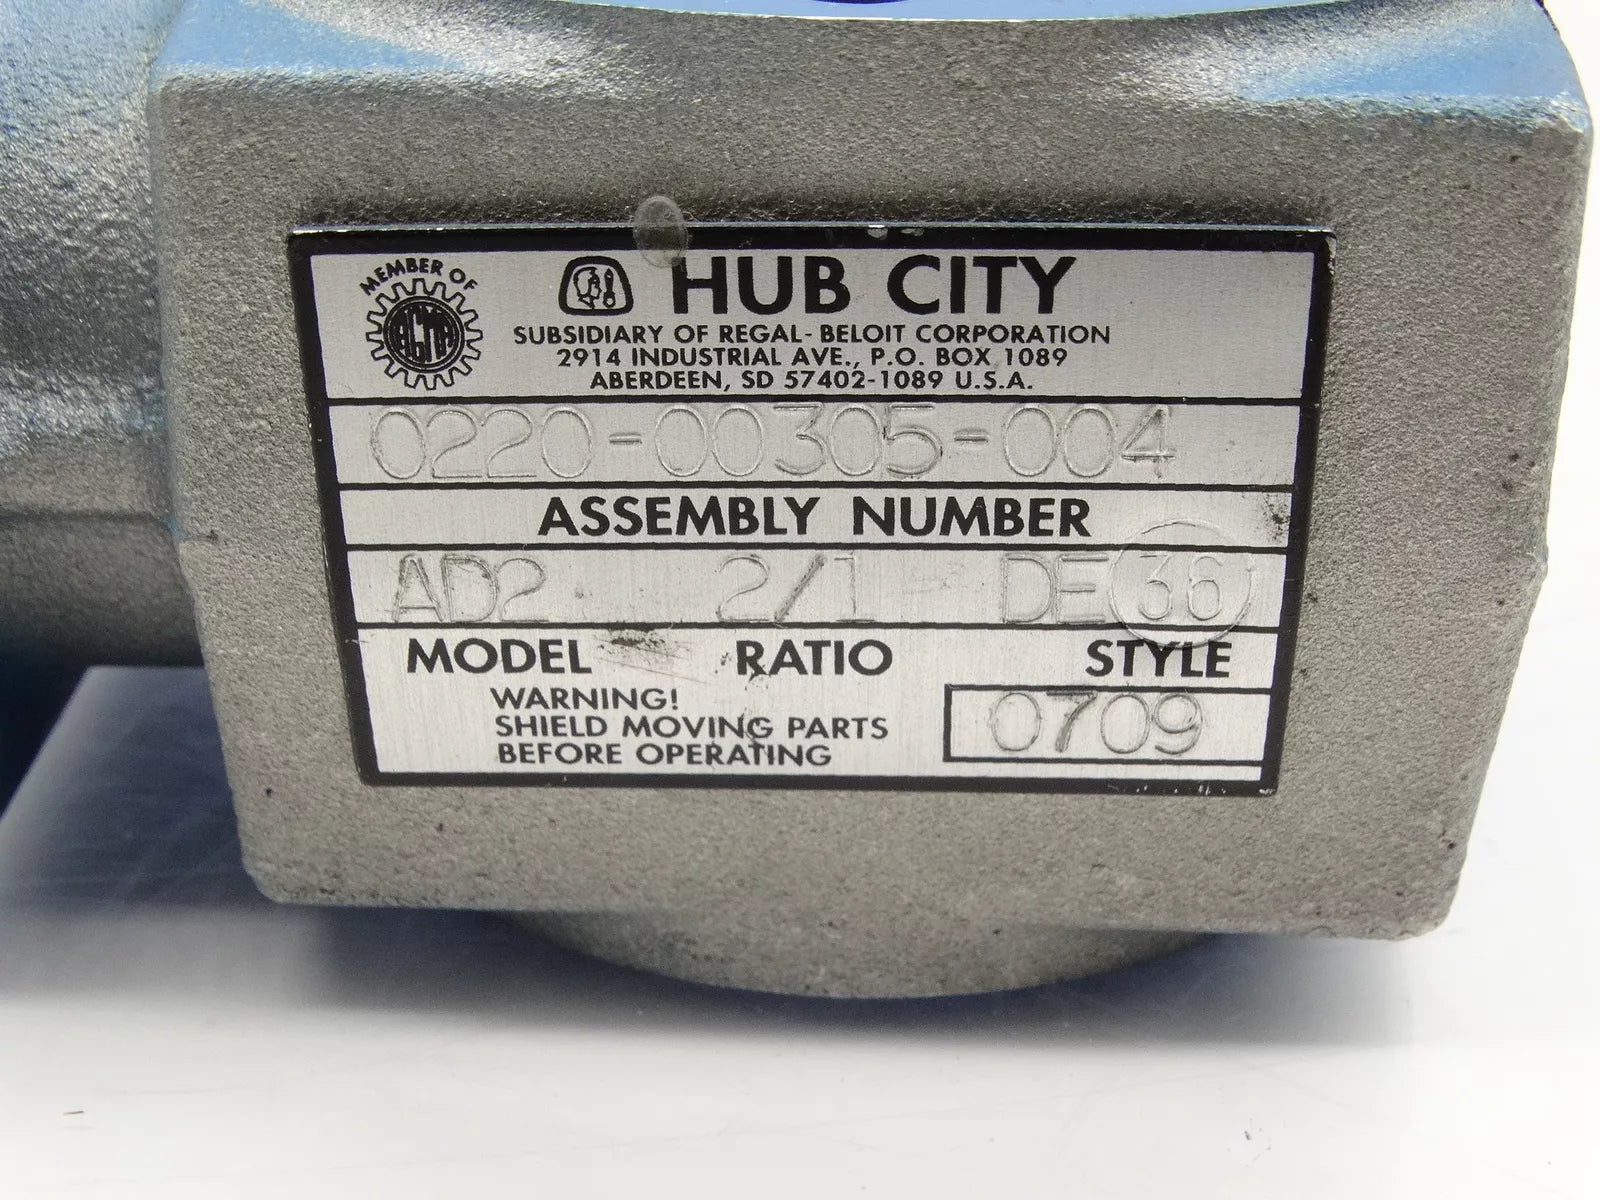 MEMBER OF
AGMA
HUB CITY
SUBSIDIARY OF REGAL-BELOIT CORPORATION
2914 INDUSTRIAL AVE., P.O. BOX 1089
ABERDEEN, SD 57402-1089 U.S.A.
0220-00305-004
ASSEMBLY NUMBER
AD2 2/1 DE 36
MODEL RATIO STYLE
WARNING!
SHIELD MOVING PARTS
BEFORE OPERATING
0709